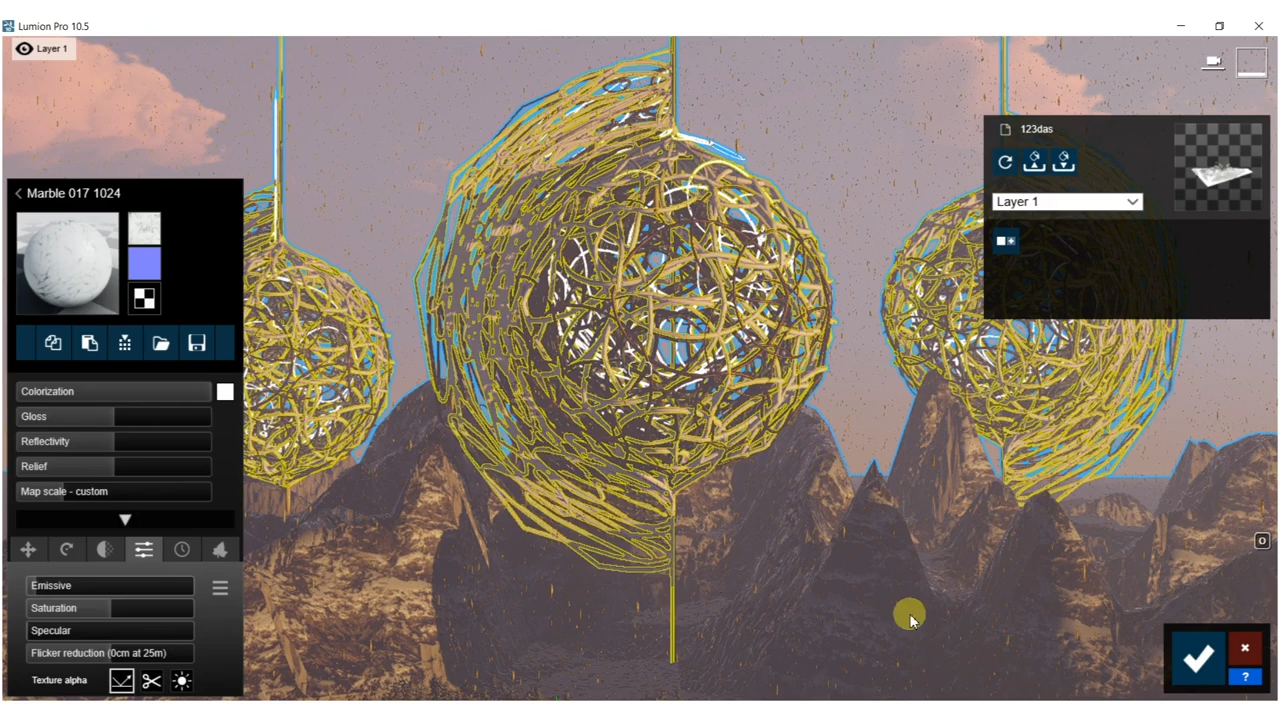 Lumion Pro 10.5
Layer 1
123das
Layer 1
Marble 017 1024
Colorization
Gloss
Reflectivity
Relief
Map scale - custom
Emissive
Saturation
Specular
Flicker reduction (0cm at 25m)
Texture alpha
O
?